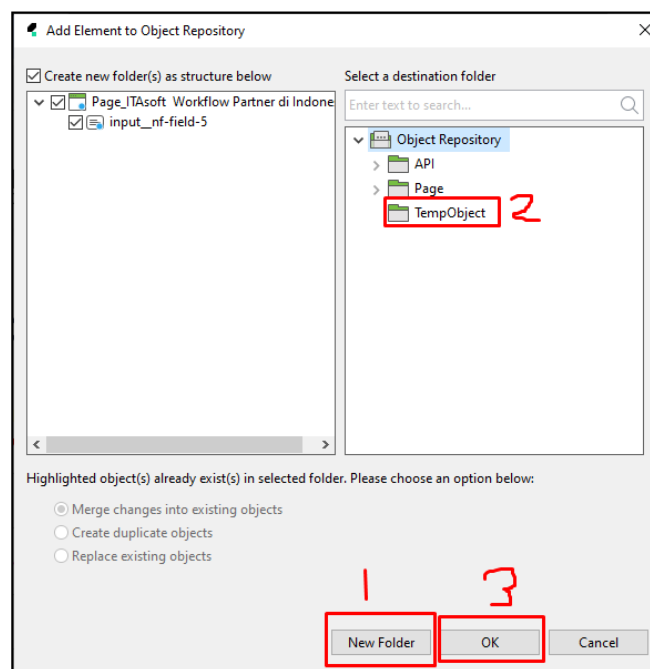 Add Element to Object Repository
Create new folder(s) as structure below
Page_ITAsoft Workflow Partner di Indone
input__nf-field-5
Select a destination folder
Enter text to search...
Object Repository
API
Page
TempObject 2
Highlighted object(s) already exist(s) in selected folder. Please choose an option below:
Merge changes into existing objects
Create duplicate objects
Replace existing objects
1 3
New Folder OK Cancel